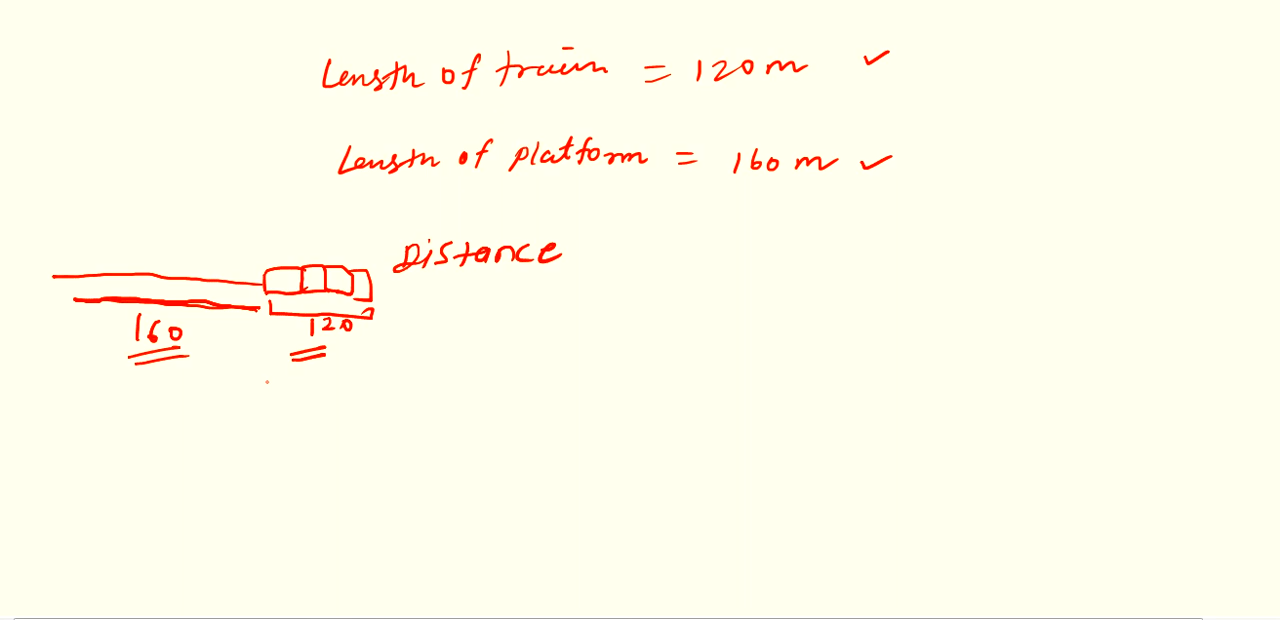 Length of train = 120 m ✓
Length of platform = 160 m ✓
Distance
160 120